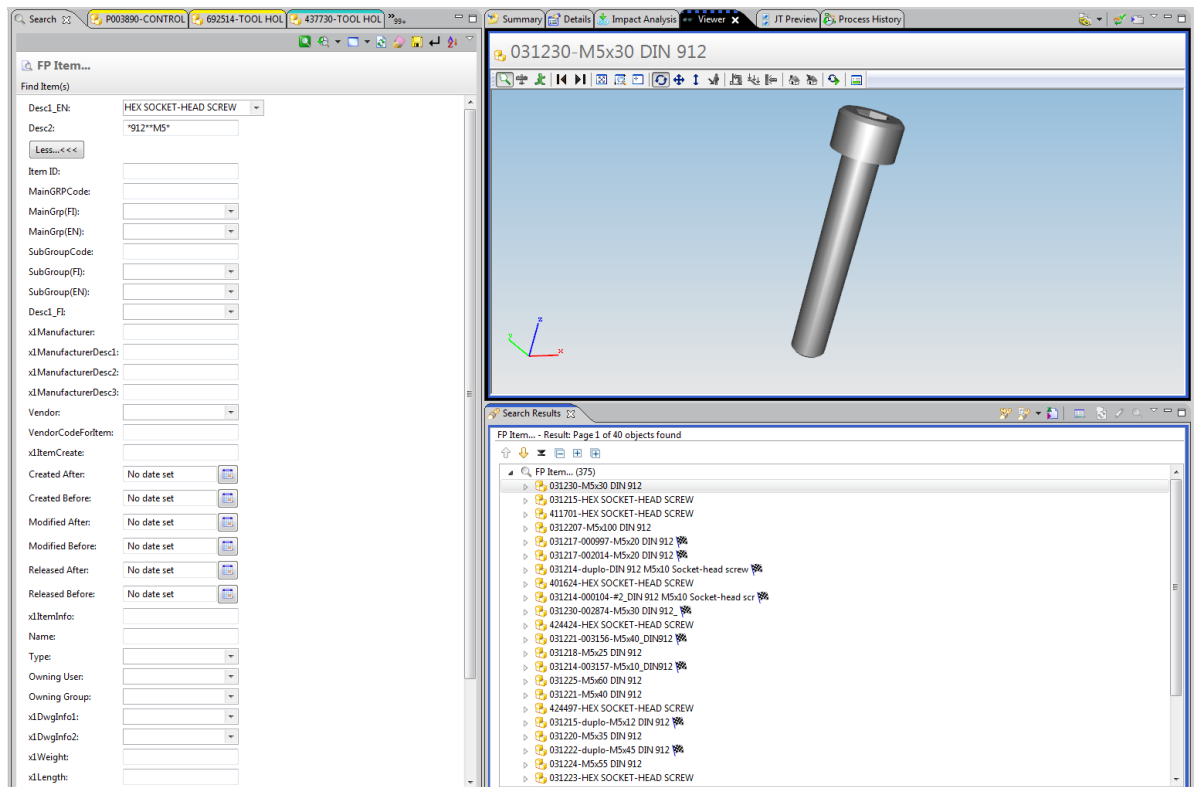 Search P003890-CONTROL 692514-TOOL HOL 437730-TOOL HOL »99+
FP Item...
Find Item(s)
Desc1_EN: HEX SOCKET-HEAD SCREW
Desc2: *912**M5*
Less...<<<
Item ID:
MainGRPCode:
MainGrp(FI):
MainGrp(EN):
SubGroupCode:
SubGroup(FI):
SubGroup(EN):
Desc1_FI:
x1Manufacturer:
x1ManufacturerDesc1:
x1ManufacturerDesc2:
x1ManufacturerDesc3:
Vendor:
VendorCodeForItem:
x1ItemCreate:
Created After: No date set
Created Before: No date set
Modified After: No date set
Modified Before: No date set
Released After: No date set
Released Before: No date set
x1ItemInfo:
Name:
Type:
Owning User:
Owning Group:
x1DwgInfo1:
x1DwgInfo2:
x1Weight:
x1Length:
Summary Details Impact Analysis Viewer JT Preview Process History
031230-M5x30 DIN 912
z
y
x
Search Results
FP Item... - Result: Page 1 of 40 objects found
FP Item... (375)
031230-M5x30 DIN 912
031215-HEX SOCKET-HEAD SCREW
411701-HEX SOCKET-HEAD SCREW
0312207-M5x100 DIN 912
031217-000997-M5x20 DIN 912
031217-002014-M5x20 DIN 912
031214-duplo-DIN 912 M5x10 Socket-head screw
401624-HEX SOCKET-HEAD SCREW
031214-000104-#2_DIN 912 M5x10 Socket-head scr
031230-002874-M5x30 DIN 912_
424424-HEX SOCKET-HEAD SCREW
031221-003156-M5x40_DIN912
031218-M5x25 DIN 912
031214-003157-M5x10_DIN912
031225-M5x60 DIN 912
031221-M5x40 DIN 912
424497-HEX SOCKET-HEAD SCREW
031215-duplo-M5x12 DIN 912
031220-M5x35 DIN 912
031222-duplo-M5x45 DIN 912
031224-M5x55 DIN 912
031223-HEX SOCKET-HEAD SCREW